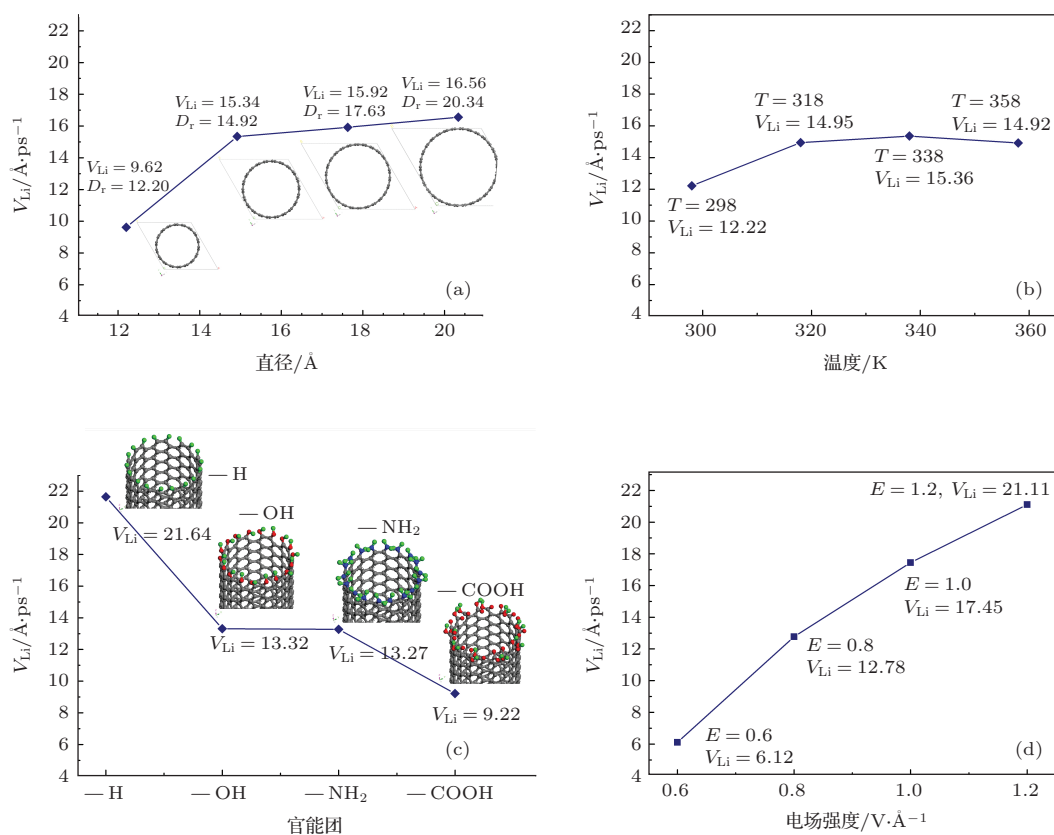 22
20
18
16
14
12
10
8
6
4
V_Li/Å·ps⁻¹
V_Li = 9.62
D_r = 12.20
V_Li = 15.34
D_r = 14.92
V_Li = 15.92
D_r = 17.63
V_Li = 16.56
D_r = 20.34
(a)
12 14 16 18 20
直径/Å
22
20
18
16
14
12
10
8
6
4
V_Li/Å·ps⁻¹
T = 298
V_Li = 12.22
T = 318
V_Li = 14.95
T = 338
V_Li = 15.36
T = 358
V_Li = 14.92
(b)
300 320 340 360
温度/K
22
20
18
16
14
12
10
8
6
4
V_Li/Å·ps⁻¹
—H
V_Li = 21.64
—OH
V_Li = 13.32
—NH₂
V_Li = 13.27
—COOH
V_Li = 9.22
(c)
—H —OH —NH₂ —COOH
官能团
22
20
18
16
14
12
10
8
6
4
V_Li/Å·ps⁻¹
E = 1.2, V_Li = 21.11
E = 1.0
V_Li = 17.45
E = 0.8
V_Li = 12.78
E = 0.6
V_Li = 6.12
(d)
0.6 0.8 1.0 1.2
电场强度/V·Å⁻¹